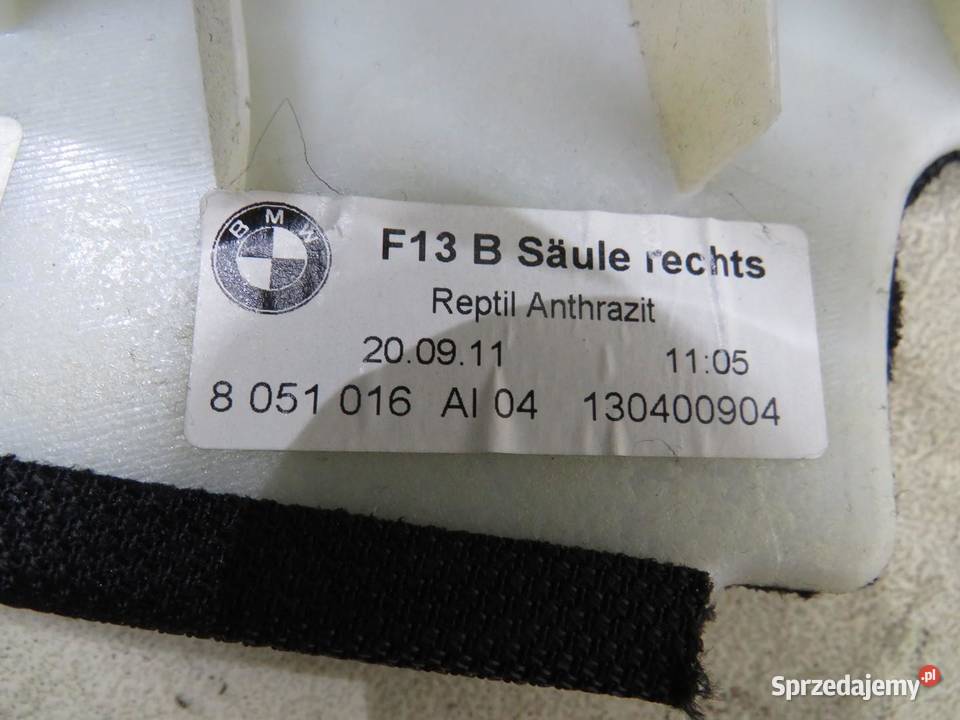 BMW
F13 B Säule rechts
Reptil Anthrazit
20.09.11 11:05
8 051 016 AI 04 130400904
Sprzedajemy.pl